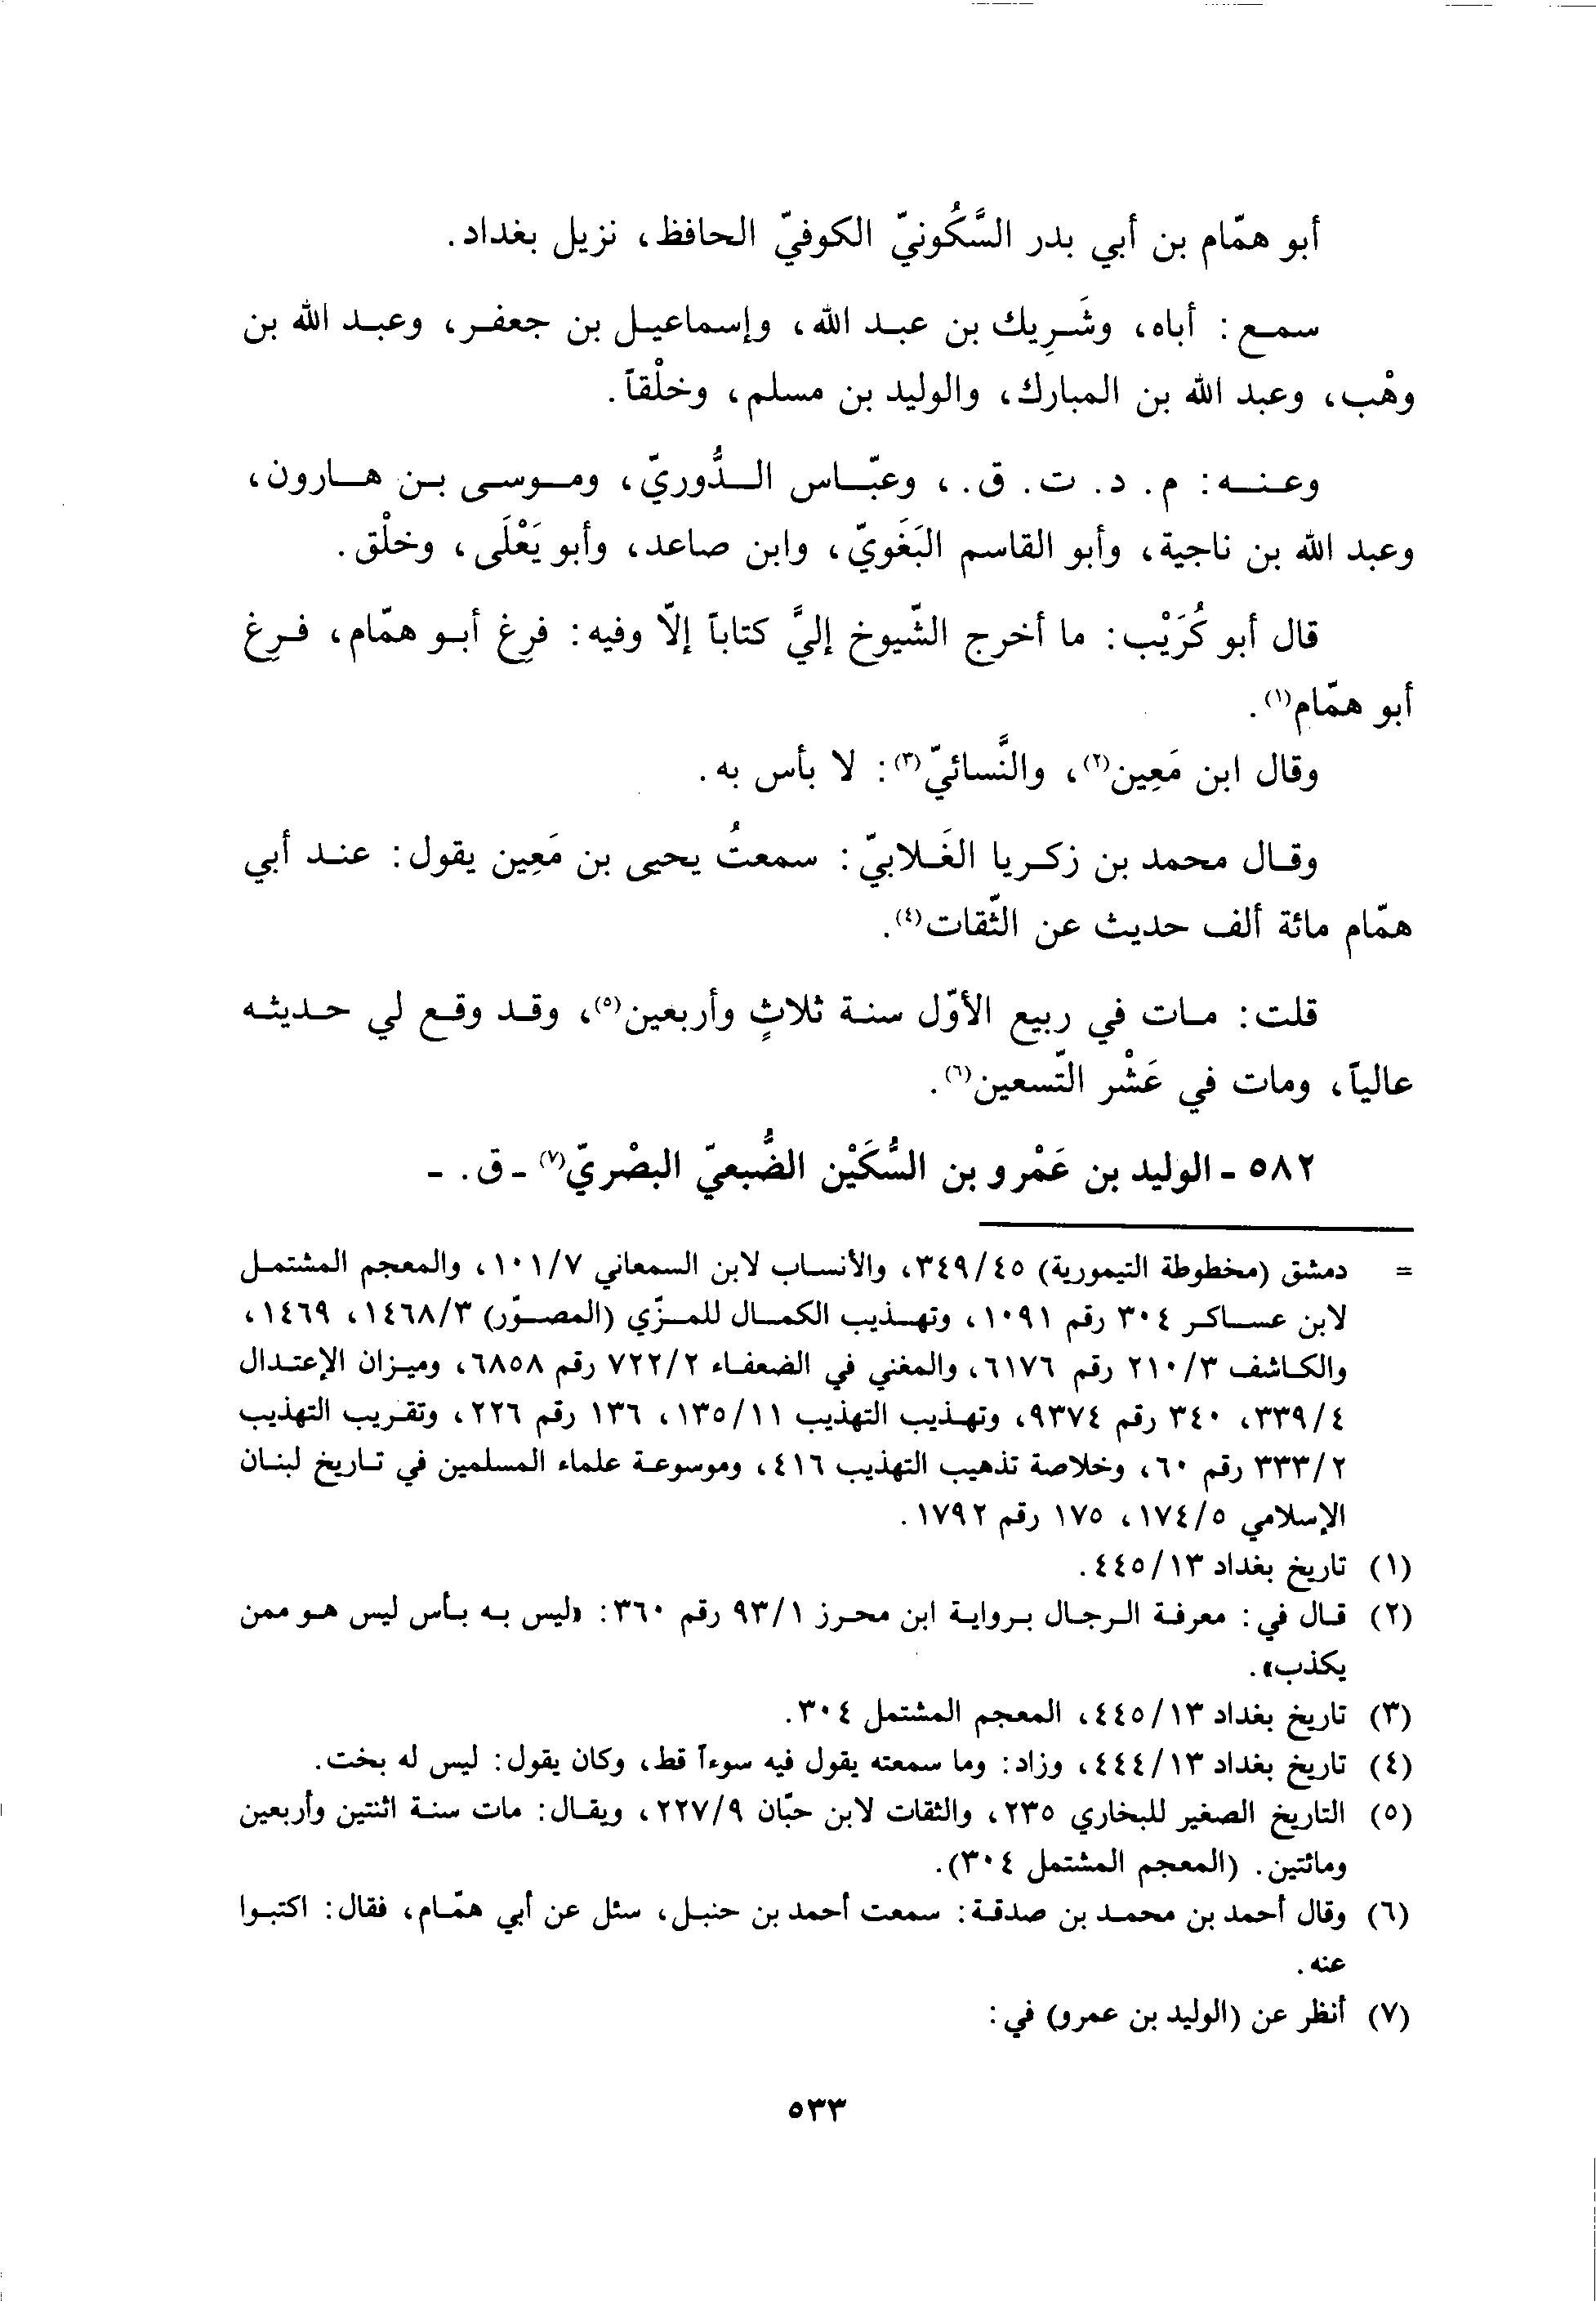 أبو همّام بن أبي بدر السَّكُونيّ الكوفيّ الحافظ، نزيل بغداد.
سمع: أباه، وشَرِيك بن عبد الله، وإسماعيل بن جعفر، وعبد الله بن
وهْب، وعبد الله بن المبارك، والوليد بن مسلم، وخلْقاً.
وعنه: م. د. ت. ق.، وعبّاس الدُّوريّ، وموسى بن هارون،
وعبد الله بن ناجية، وأبو القاسم البَغَويّ، وابن صاعد، وأبو يَعْلَى، وخلْق.
قال أبو كُرَيْب: ما أخرج الشّيوخ إليَّ كتاباً إلّا وفيه: فرِغ أبو همّام، فرِغ
أبو همّام(١).
وقال ابن مَعِين(٢)، والنَّسائيّ(٣): لا بأس به.
وقال محمد بن زكريا الغَلابيّ: سمعتُ يحيى بن مَعِين يقول: عند أبي
همّام مائة ألف حديث عن الثّقات(٤).
قلت: مات في ربيع الأوّل سنة ثلاثٍ وأربعين(٥)، وقد وقع لي حديثه
عالياً، ومات في عَشْر التّسعين(٦).
٥٨٢ - الوليد بن عَمْرو بن السُّكَيْن الضُّبعيّ البصْريّ(٧) - ق. -
= دمشق (مخطوطة التيمورية) ٣٤٩/٤٥، والأنساب لابن السمعاني ١٠١/٧، والمعجم المشتمل
لابن عساكر ٣٠٤ رقم ١٠٩١، وتهذيب الكمال للمزّي (المصوّر) ١٤٦٨/٣، ١٤٦٩،
والكاشف ٢١٠/٣ رقم ٦١٧٦، والمغني في الضعفاء ٧٢٢/٢ رقم ٦٨٥٨، وميزان الإعتدال
٣٣٩/٤، ٣٤٠ رقم ٩٣٧٤، وتهذيب التهذيب ١٣٥/١١، ١٣٦ رقم ٢٢٦، وتقريب التهذيب
٣٣٣/٢ رقم ٦٠، وخلاصة تذهيب التهذيب ٤١٦، وموسوعة علماء المسلمين في تاريخ لبنان
الإسلامي ١٧٤/٥، ١٧٥ رقم ١٧٩٢.
(١) تاريخ بغداد ٤٤٥/١٣.
(٢) قال في: معرفة الرجال برواية ابن محرز ٩٣/١ رقم ٣٦٠: «ليس به بأس ليس هو ممن
يكذب».
(٣) تاريخ بغداد ٤٤٥/١٣، المعجم المشتمل ٣٠٤.
(٤) تاريخ بغداد ٤٤٤/١٣، وزاد: وما سمعته يقول فيه سوءاً قط، وكان يقول: ليس له بخت.
(٥) التاريخ الصغير للبخاري ٢٣٥، والثقات لابن حبّان ٢٢٧/٩، ويقال: مات سنة اثنتين وأربعين
ومائتين. (المعجم المشتمل ٣٠٤).
(٦) وقال أحمد بن محمد بن صدقة: سمعت أحمد بن حنبل، سئل عن أبي همّام، فقال: اكتبوا
عنه.
(٧) أنظر عن (الوليد بن عمرو) في:
٥٣٣